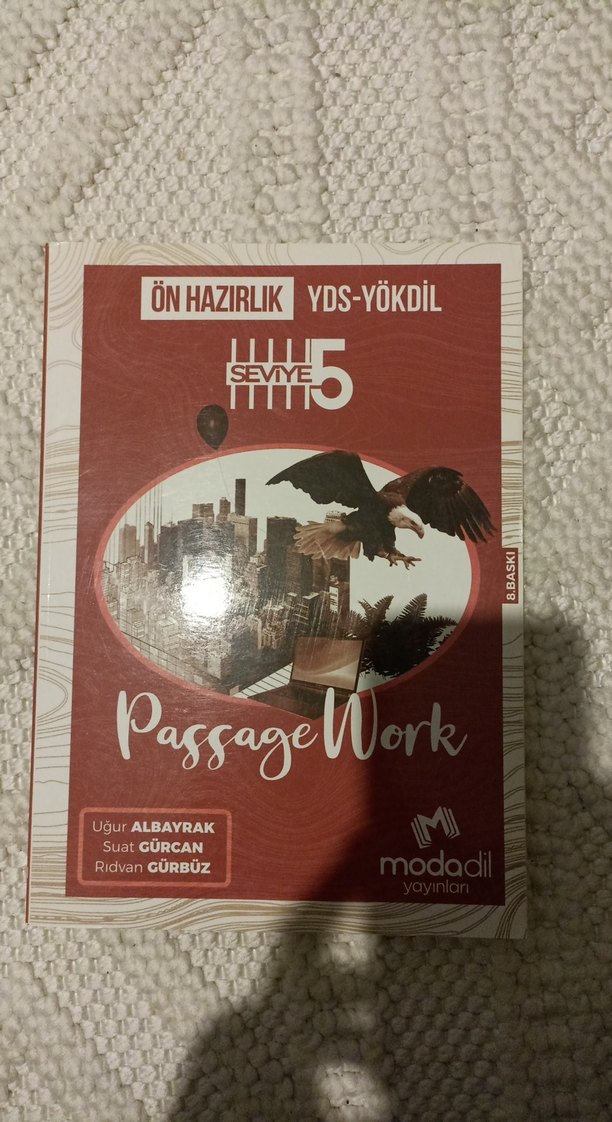 ÖN HAZIRLIK YDS-YÖKDİL
SEVİYE 5
8.BASKI
Passage Work
Uğur ALBAYRAK
Suat GÜRCAN
Rıdvan GÜRBÜZ
modadil
yayınları